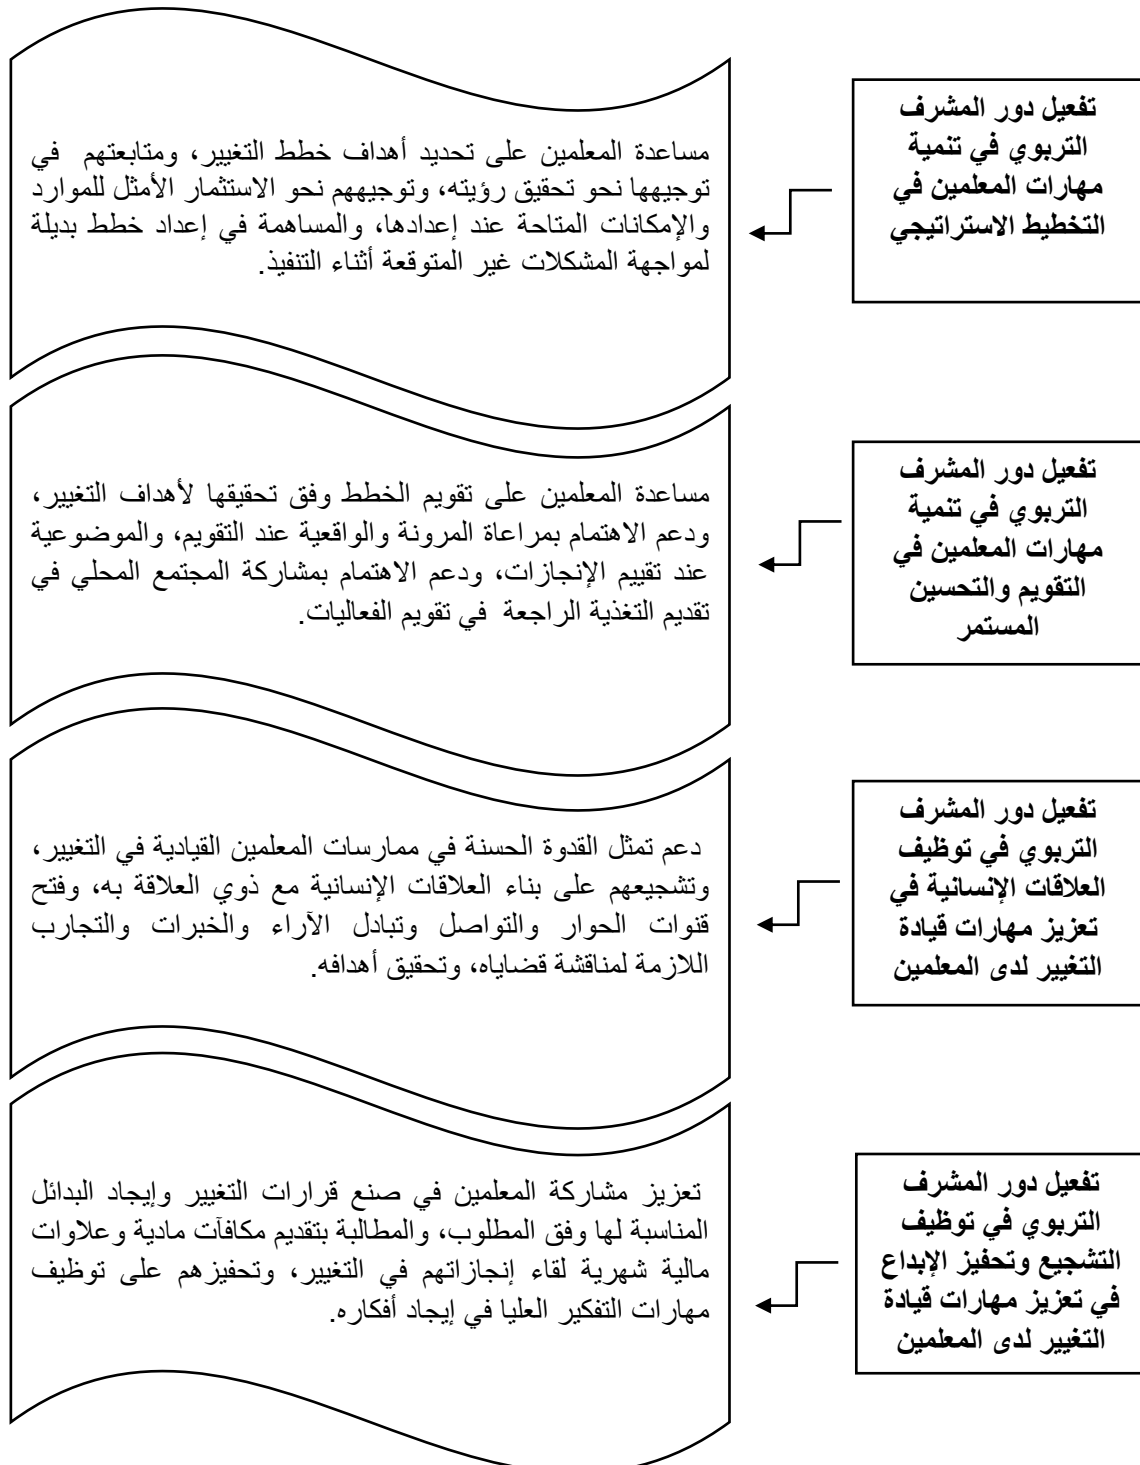 تفعيل دور المشرف
التربوي في تنمية
مهارات المعلمين في
التخطيط الاستراتيجي
مساعدة المعلمين على تحديد أهداف خطط التغيير، ومتابعتهم في
توجيهها نحو تحقيق رؤيته، وتوجيههم نحو الاستثمار الأمثل للموارد
والإمكانات المتاحة عند إعدادها، والمساهمة في إعداد خطط بديلة
لمواجهة المشكلات غير المتوقعة أثناء التنفيذ.
تفعيل دور المشرف
التربوي في تنمية
مهارات المعلمين في
التقويم والتحسين
المستمر
مساعدة المعلمين على تقويم الخطط وفق تحقيقها لأهداف التغيير،
ودعم الاهتمام بمراعاة المرونة والواقعية عند التقويم، والموضوعية
عند تقييم الإنجازات، ودعم الاهتمام بمشاركة المجتمع المحلي في
تقديم التغذية الراجعة في تقويم الفعاليات.
تفعيل دور المشرف
التربوي في توظيف
العلاقات الإنسانية في
تعزيز مهارات قيادة
التغيير لدى المعلمين
دعم تمثل القدوة الحسنة في ممارسات المعلمين القيادية في التغيير،
وتشجيعهم على بناء العلاقات الإنسانية مع ذوي العلاقة به، وفتح
قنوات الحوار والتواصل وتبادل الآراء والخبرات والتجارب
اللازمة لمناقشة قضاياه، وتحقيق أهدافه.
تفعيل دور المشرف
التربوي في توظيف
التشجيع وتحفيز الإبداع
في تعزيز مهارات قيادة
التغيير لدى المعلمين
تعزيز مشاركة المعلمين في صنع قرارات التغيير وإيجاد البدائل
المناسبة لها وفق المطلوب، والمطالبة بتقديم مكافآت مادية وعلاوات
مالية شهرية لقاء إنجازاتهم في التغيير، وتحفيزهم على توظيف
مهارات التفكير العليا في إيجاد أفكاره.